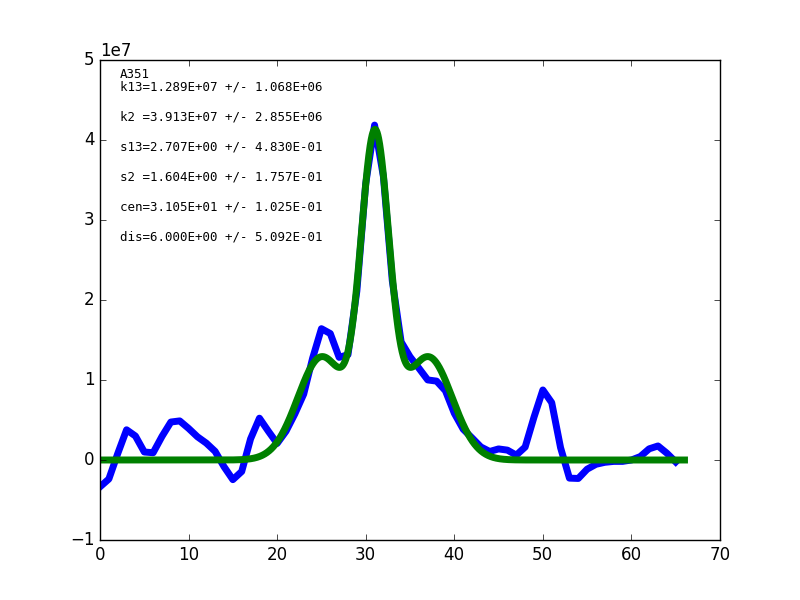 1e7
A351
k13=1.289E+07 +/- 1.068E+06
k2 =3.913E+07 +/- 2.855E+06
s13=2.707E+00 +/- 4.830E-01
s2 =1.604E+00 +/- 1.757E-01
cen=3.105E+01 +/- 1.025E-01
dis=6.000E+00 +/- 5.092E-01
5
4
3
2
1
0
−1
0 10 20 30 40 50 60 70